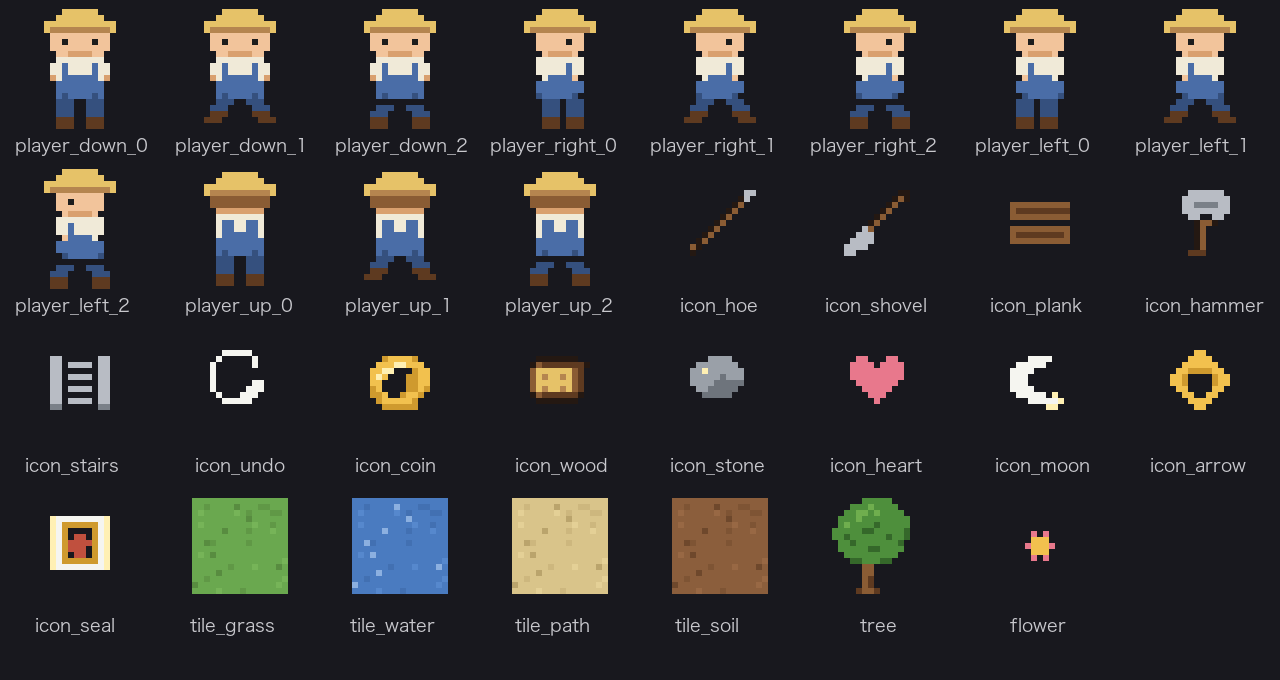 player_down_0 player_down_1 player_down_2 player_right_0 player_right_1 player_right_2 player_left_0 player_left_1
player_left_2 player_up_0 player_up_1 player_up_2 icon_hoe icon_shovel icon_plank icon_hammer
icon_stairs icon_undo icon_coin icon_wood icon_stone icon_heart icon_moon icon_arrow
icon_seal tile_grass tile_water tile_path tile_soil tree flower